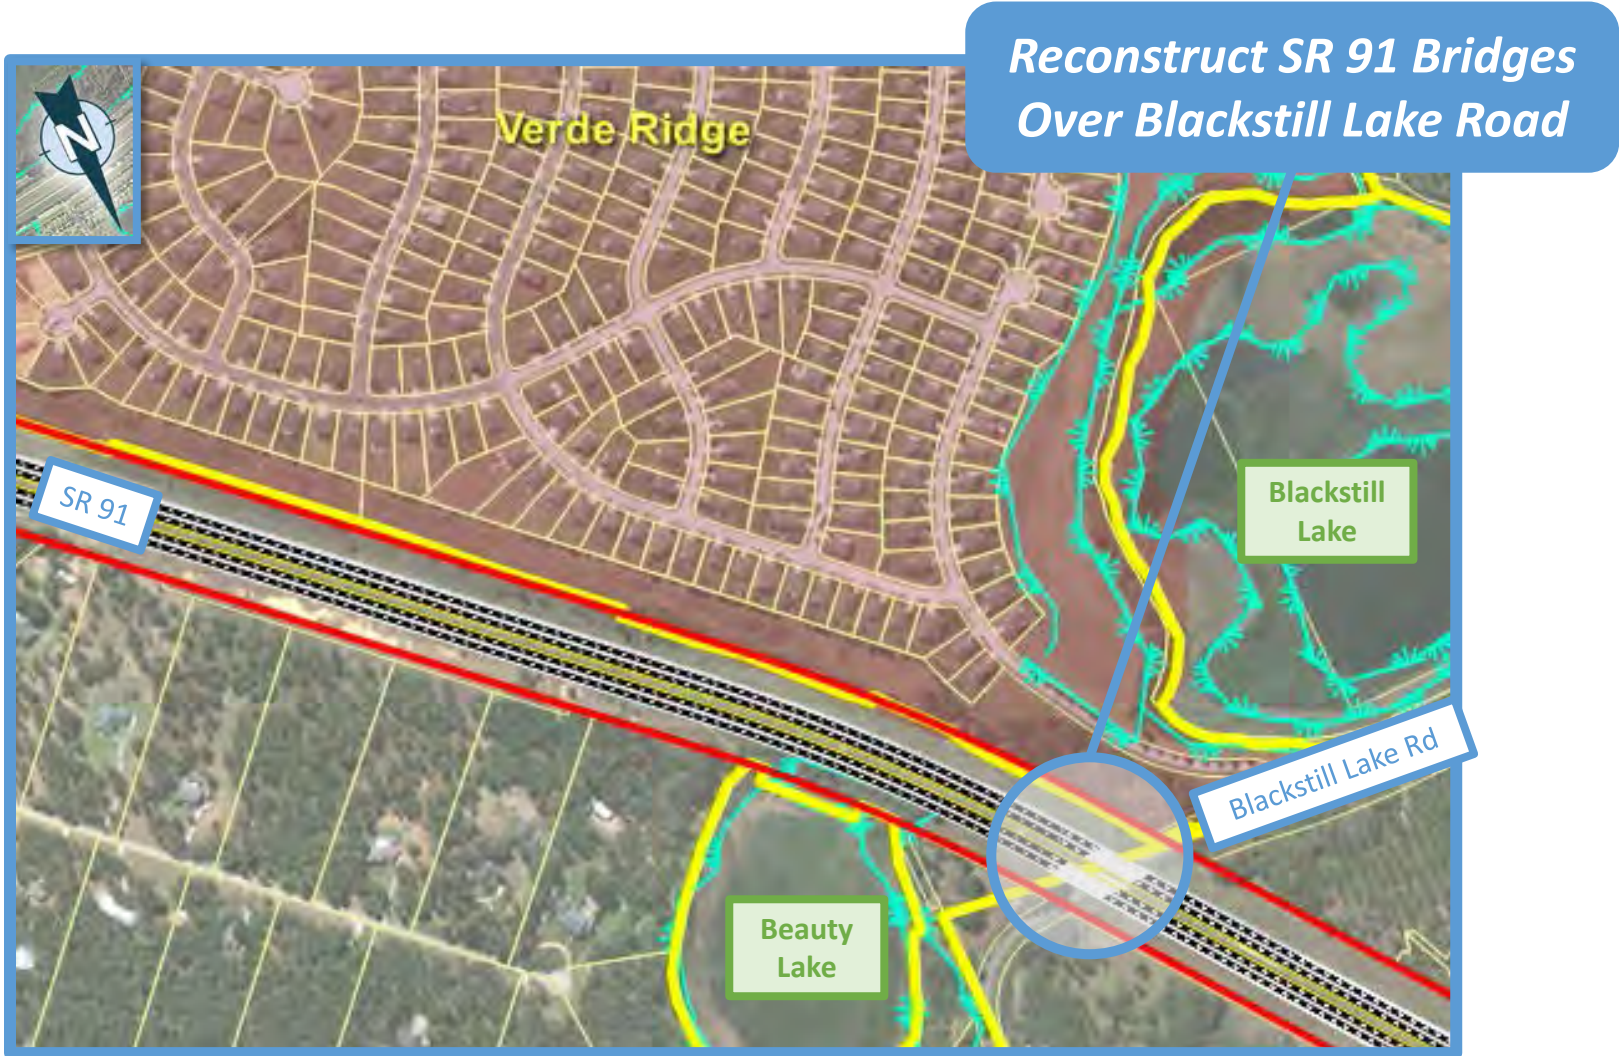 Reconstruct SR 91 Bridges
Over Blackstill Lake Road
N
Verde Ridge
SR 91
Blackstill
Lake
Blackstill Lake Rd
Beauty
Lake